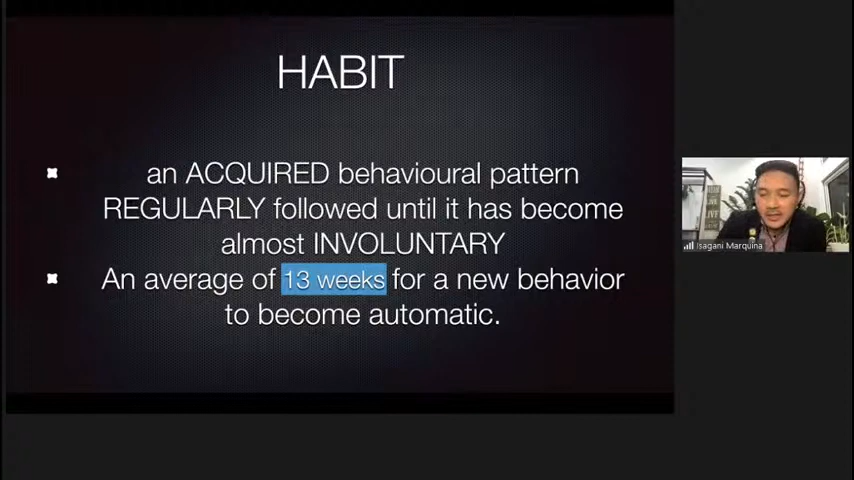 HABIT
an ACQUIRED behavioural pattern
REGULARLY followed until it has become
almost INVOLUNTARY
An average of 13 weeks for a new behavior
to become automatic.
Isagani Marquina